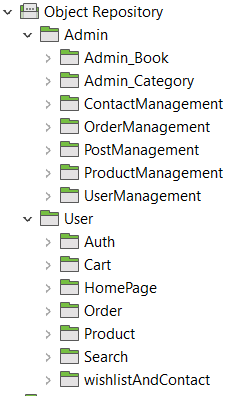 Object Repository
Admin
Admin_Book
Admin_Category
ContactManagement
OrderManagement
PostManagement
ProductManagement
UserManagement
User
Auth
Cart
HomePage
Order
Product
Search
wishlistAndContact